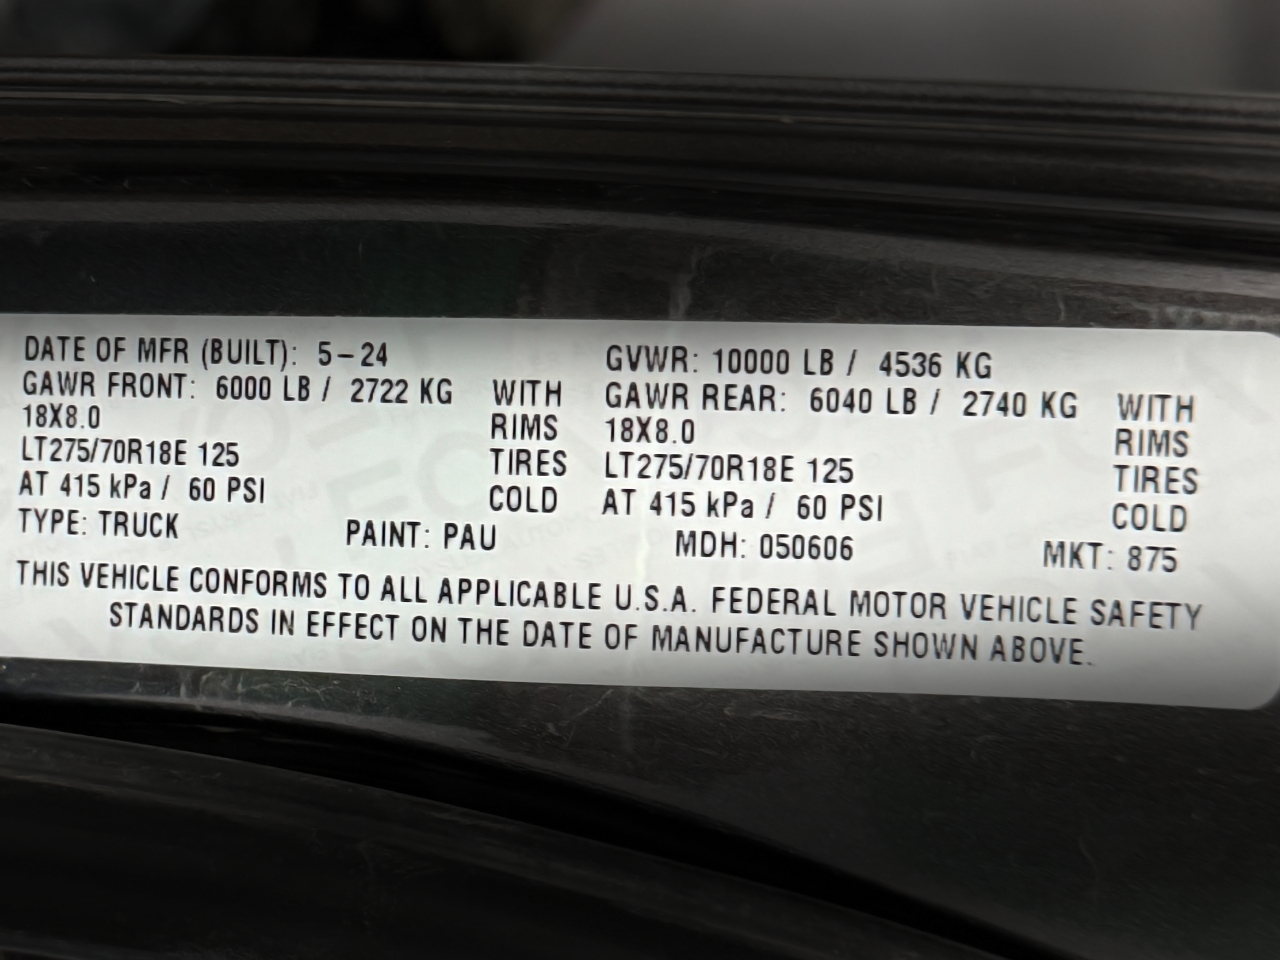 DATE OF MFR (BUILT): 5-24 GVWR: 10000 LB / 4536 KG
GAWR FRONT: 6000 LB / 2722 KG WITH GAWR REAR: 6040 LB / 2740 KG WITH
18X8.0 RIMS 18X8.0 RIMS
LT275/70R18E 125 TIRES LT275/70R18E 125 TIRES
AT 415 kPa / 60 PSI COLD AT 415 kPa / 60 PSI COLD
TYPE: TRUCK PAINT: PAU MDH: 050606 MKT: 875
THIS VEHICLE CONFORMS TO ALL APPLICABLE U.S.A. FEDERAL MOTOR VEHICLE SAFETY
STANDARDS IN EFFECT ON THE DATE OF MANUFACTURE SHOWN ABOVE.